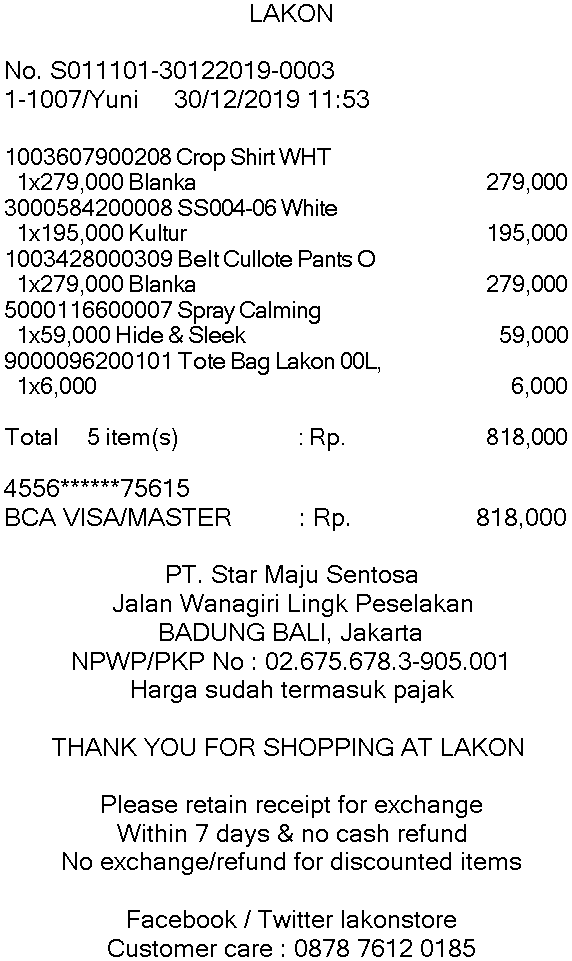 LAKON
No. S011101-30122019-0003
1-1007/Yuni 30/12/2019 11:53
1003607900208 Crop Shirt WHT
1x279,000 Blanka 279,000
3000584200008 SS004-06 White
1x195,000 Kultur 195,000
1003428000309 Belt Cullote Pants O
1x279,000 Blanka 279,000
5000116600007 Spray Calming
1x59,000 Hide & Sleek 59,000
9000096200101 Tote Bag Lakon 00L,
1x6,000 6,000
Total 5 item(s) : Rp. 818,000
4556******75615
BCA VISA/MASTER : Rp. 818,000
PT. Star Maju Sentosa
Jalan Wanagiri Lingk Peselakan
BADUNG BALI, Jakarta
NPWP/PKP No : 02.675.678.3-905.001
Harga sudah termasuk pajak
THANK YOU FOR SHOPPING AT LAKON
Please retain receipt for exchange
Within 7 days & no cash refund
No exchange/refund for discounted items
Facebook / Twitter lakonstore
Customer care : 0878 7612 0185